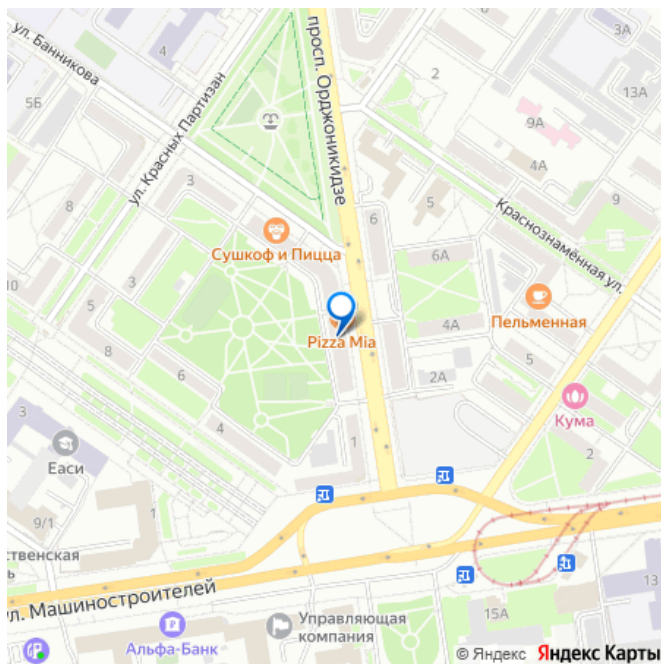 ул. Банникова
4
просп. Орджоникидзе
2
13А
5Б
ул. Красных Партизан
9А
4А
3
8
5
6
9
Краснознамённая ул.
Сушкоф и Пицца
6А
10
3
5
Pizza Mia
4А
Пельменная
5
8
6
2А
Кума
3
4
1
2
Еаси
9/1
1
ственская
ь
13
ул. Машиностроителей
15А
Альфа-Банк
Управляющая
компания
© Яндекс Яндекс Карты